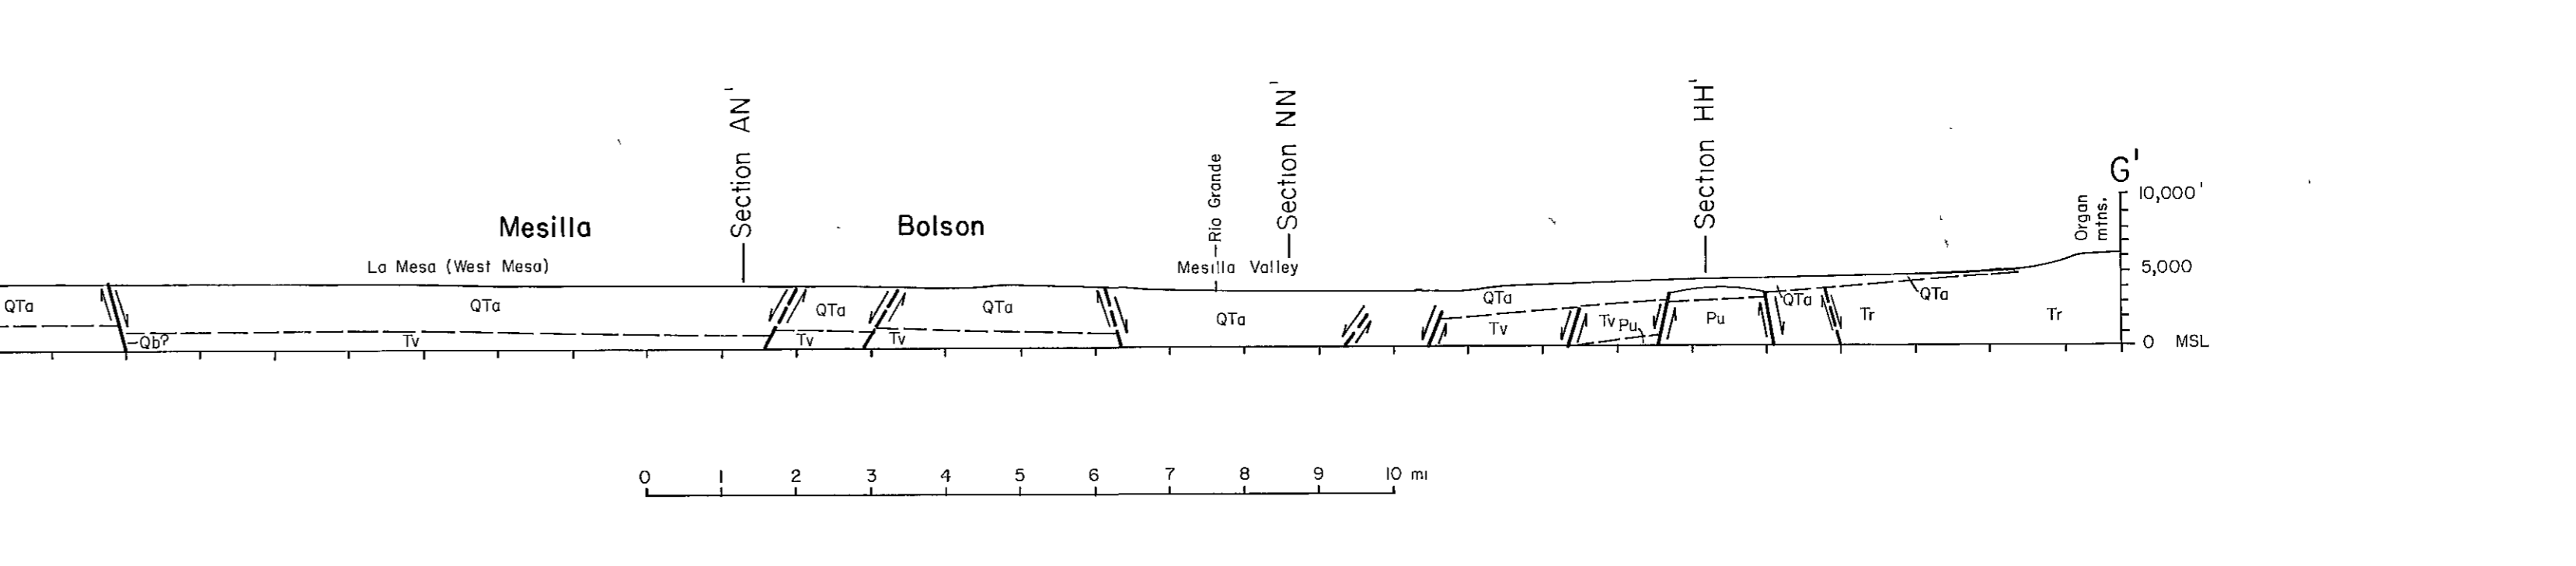 Section AN'
Section NN'
Section HH'
Rio Grande
G'
10,000'
Organ
mtns.
Mesilla
Bolson
La Mesa (West Mesa)
Mesilla Valley
5,000
QTa
QTa
QTa
QTa
QTa
QTa
QTa
QTa
Qb?
Tv
Tv
Tv
Tv
Tv
Pu
Pu
Tr
Tr
0 MSL
0 1 2 3 4 5 6 7 8 9 10 mi